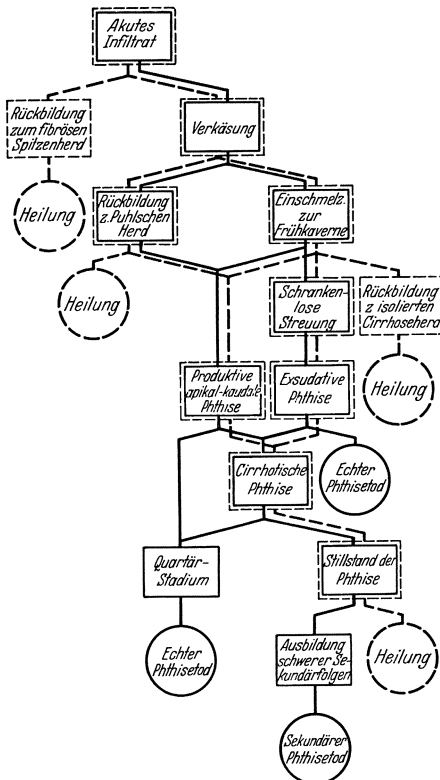 Akutes
Infiltrat
Rückbildung
zum fibrösen
Spitzenherd
Verkäsung
Heilung
Rückbildung
z. Puhlschen
Herd
Einschmelz.
zur
Frühkaverne
Heilung
Schranken-
lose
Streuung
Rückbildung
z isolierten
Cirrhoseherd
Produktive
apikal-kaudale
Phthise
Exsudative
Phthise
Heilung
Cirrhotische
Phthise
Echter
Phthisetod
Quartär-
Stadium
Stillstand der
Phthise
Echter
Phthisetod
Ausbildung
schwerer Se-
kundärfolgen
Heilung
Sekundärer
Phthisetod